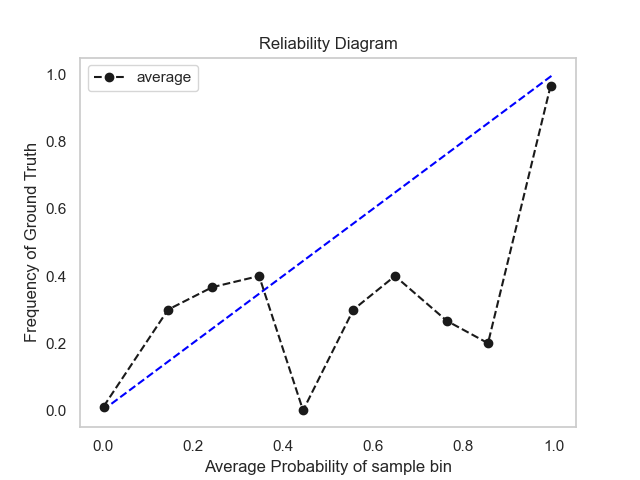 Reliability Diagram
average
1.0
0.8
0.6
0.4
0.2
0.0
Frequency of Ground Truth
0.0 0.2 0.4 0.6 0.8 1.0
Average Probability of sample bin